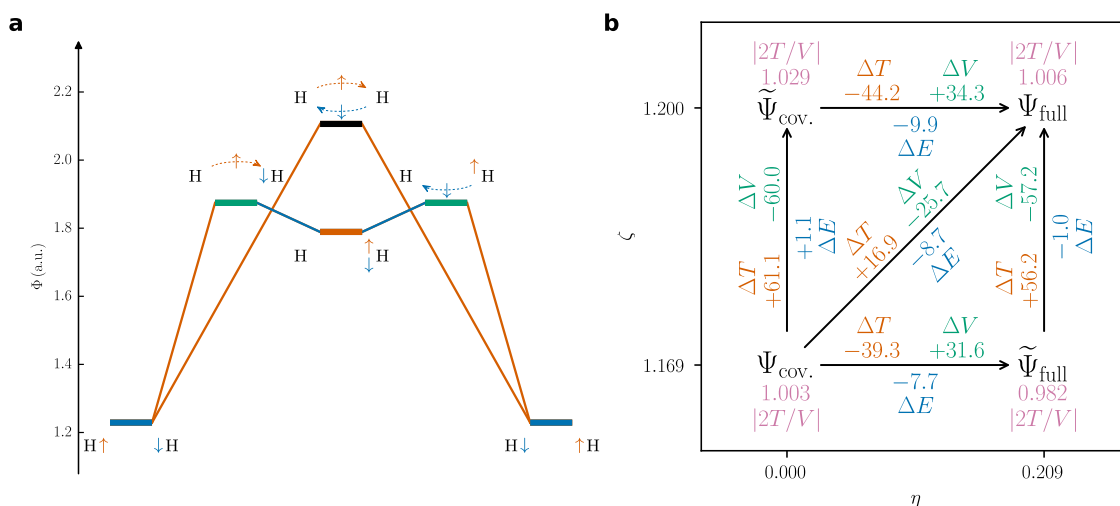 a
Φ (a.u.)
2.2
2.0
1.8
1.6
1.4
1.2
H ↑ ↓ H
H ↑ ↓ H
H ↑ ↓ H
H ↑ ↓ H
H ↓ ↑ H
H ↑ ↓ H
H ↓ ↑ H
b
ζ
1.200
1.169
|2T/V|
1.029
Ψ̃cov.
ΔT ΔV
−44.2 +34.3
−9.9
ΔE
|2T/V|
1.006
Ψfull
ΔV
−60.0
ΔT
+61.1
+1.1
ΔE
ΔV
−25.7
ΔT
+16.9
−8.7
ΔE
ΔV
−57.2
ΔT
+56.2
−1.0
ΔE
Ψcov.
1.003
|2T/V|
ΔT ΔV
−39.3 +31.6
−7.7
ΔE
Ψ̃full
0.982
|2T/V|
0.000 0.209
η